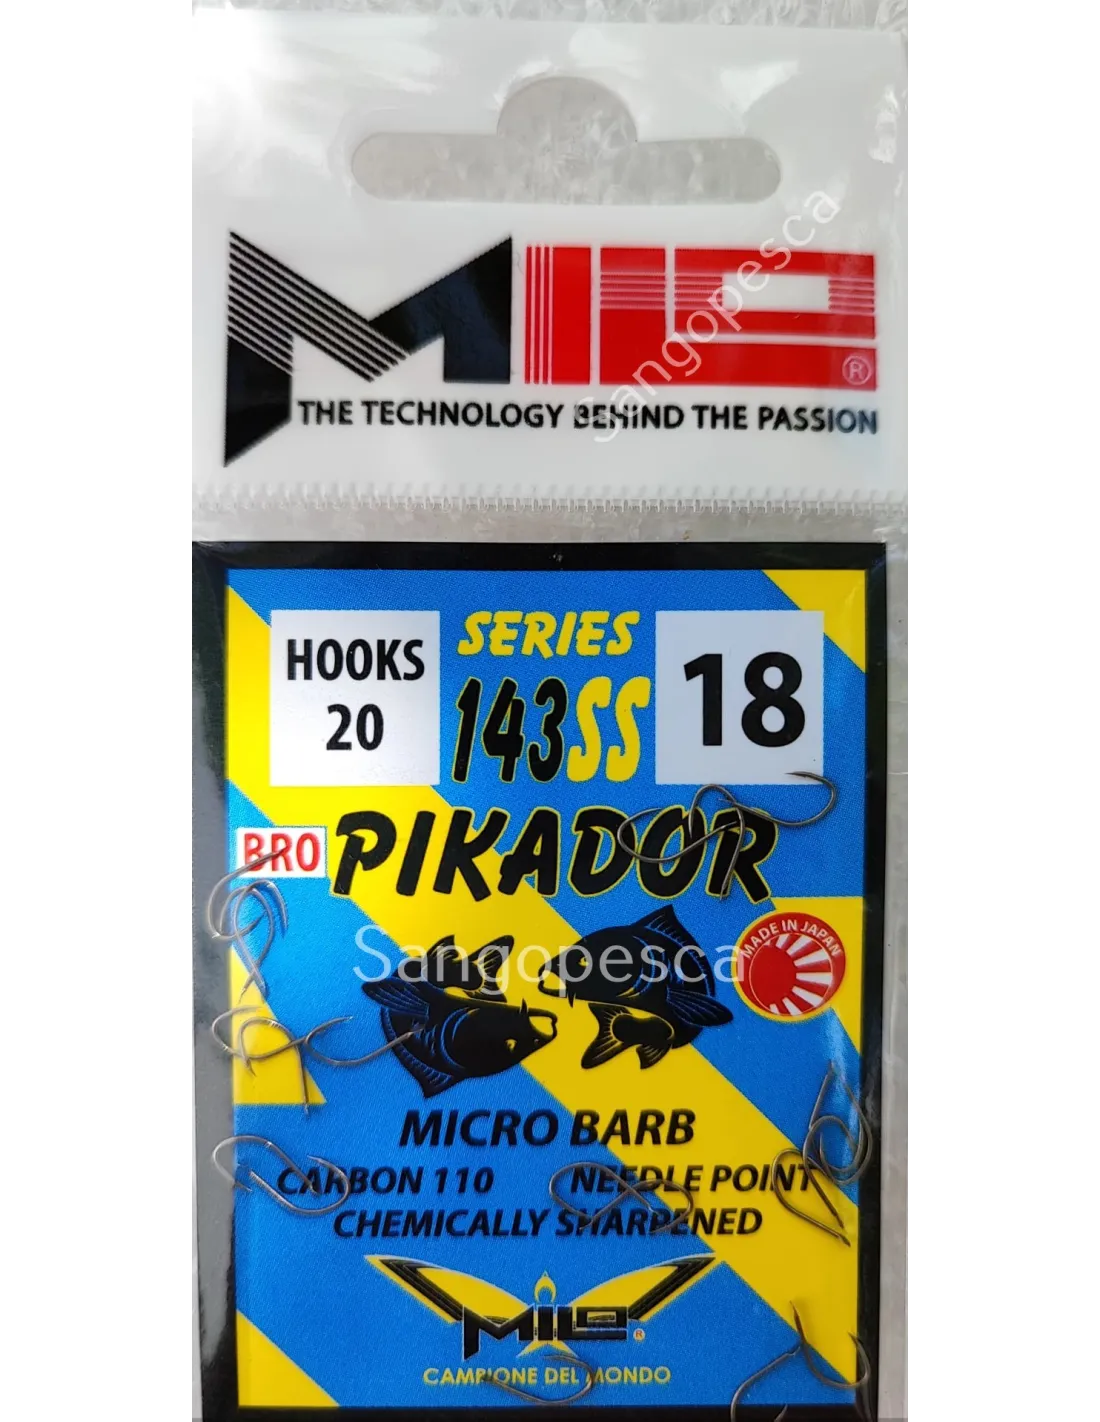 MILO
®
THE TECHNOLOGY BEHIND THE PASSION
Sangopesca
HOOKS
20
SERIES
143SS
18
BRO
PIKADOR
MADE IN JAPAN
Sangopesca
MICRO BARB
CARBON 110 NEEDLE POINT
CHEMICALLY SHARPENED
MILO ®
CAMPIONE DEL MONDO